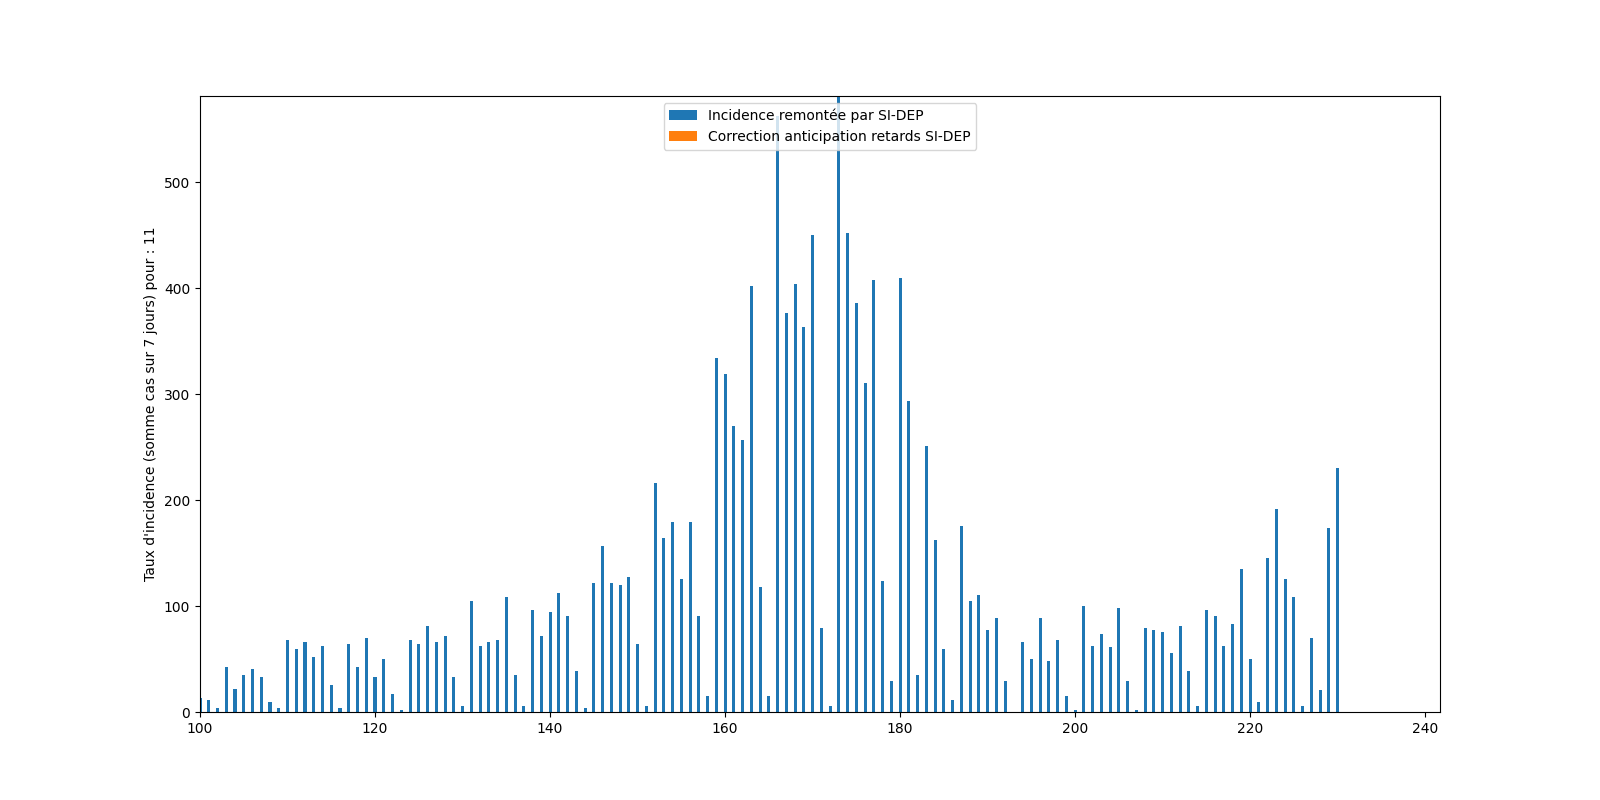 Incidence remontée par SI-DEP
Correction anticipation retards SI-DEP
Taux d'incidence (somme cas sur 7 jours) pour : 11
500
400
300
200
100
0
100 120 140 160 180 200 220 240